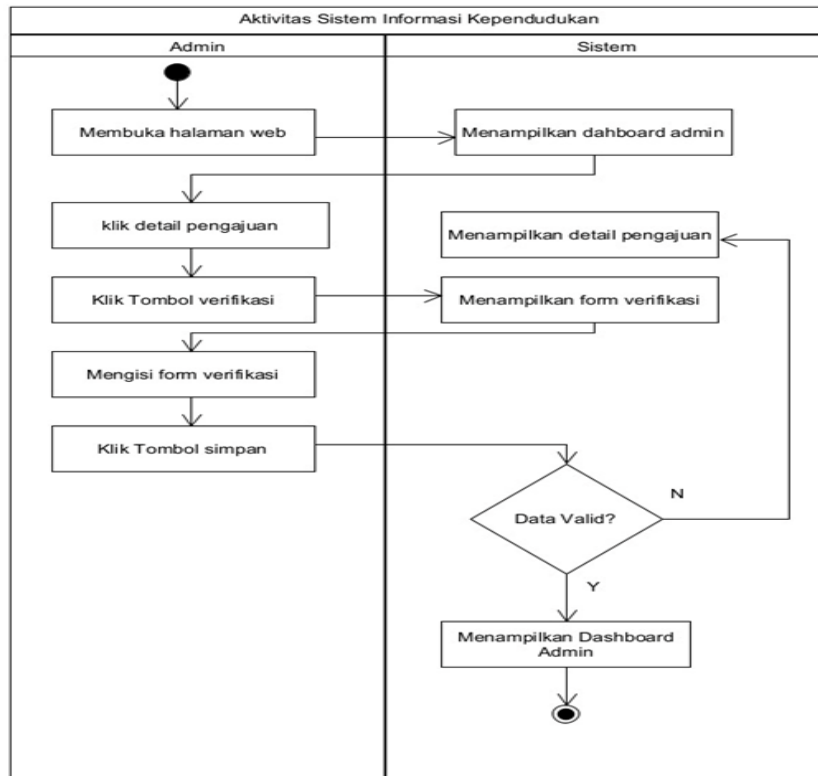 Aktivitas Sistem Informasi Kependudukan
Admin
Sistem
Membuka halaman web
Menampilkan dahboard admin
klik detail pengajuan
Menampilkan detail pengajuan
Klik Tombol verifikasi
Menampilkan form verifikasi
Mengisi form verifikasi
Klik Tombol simpan
Data Valid?
N
Y
Menampilkan Dashboard
Admin